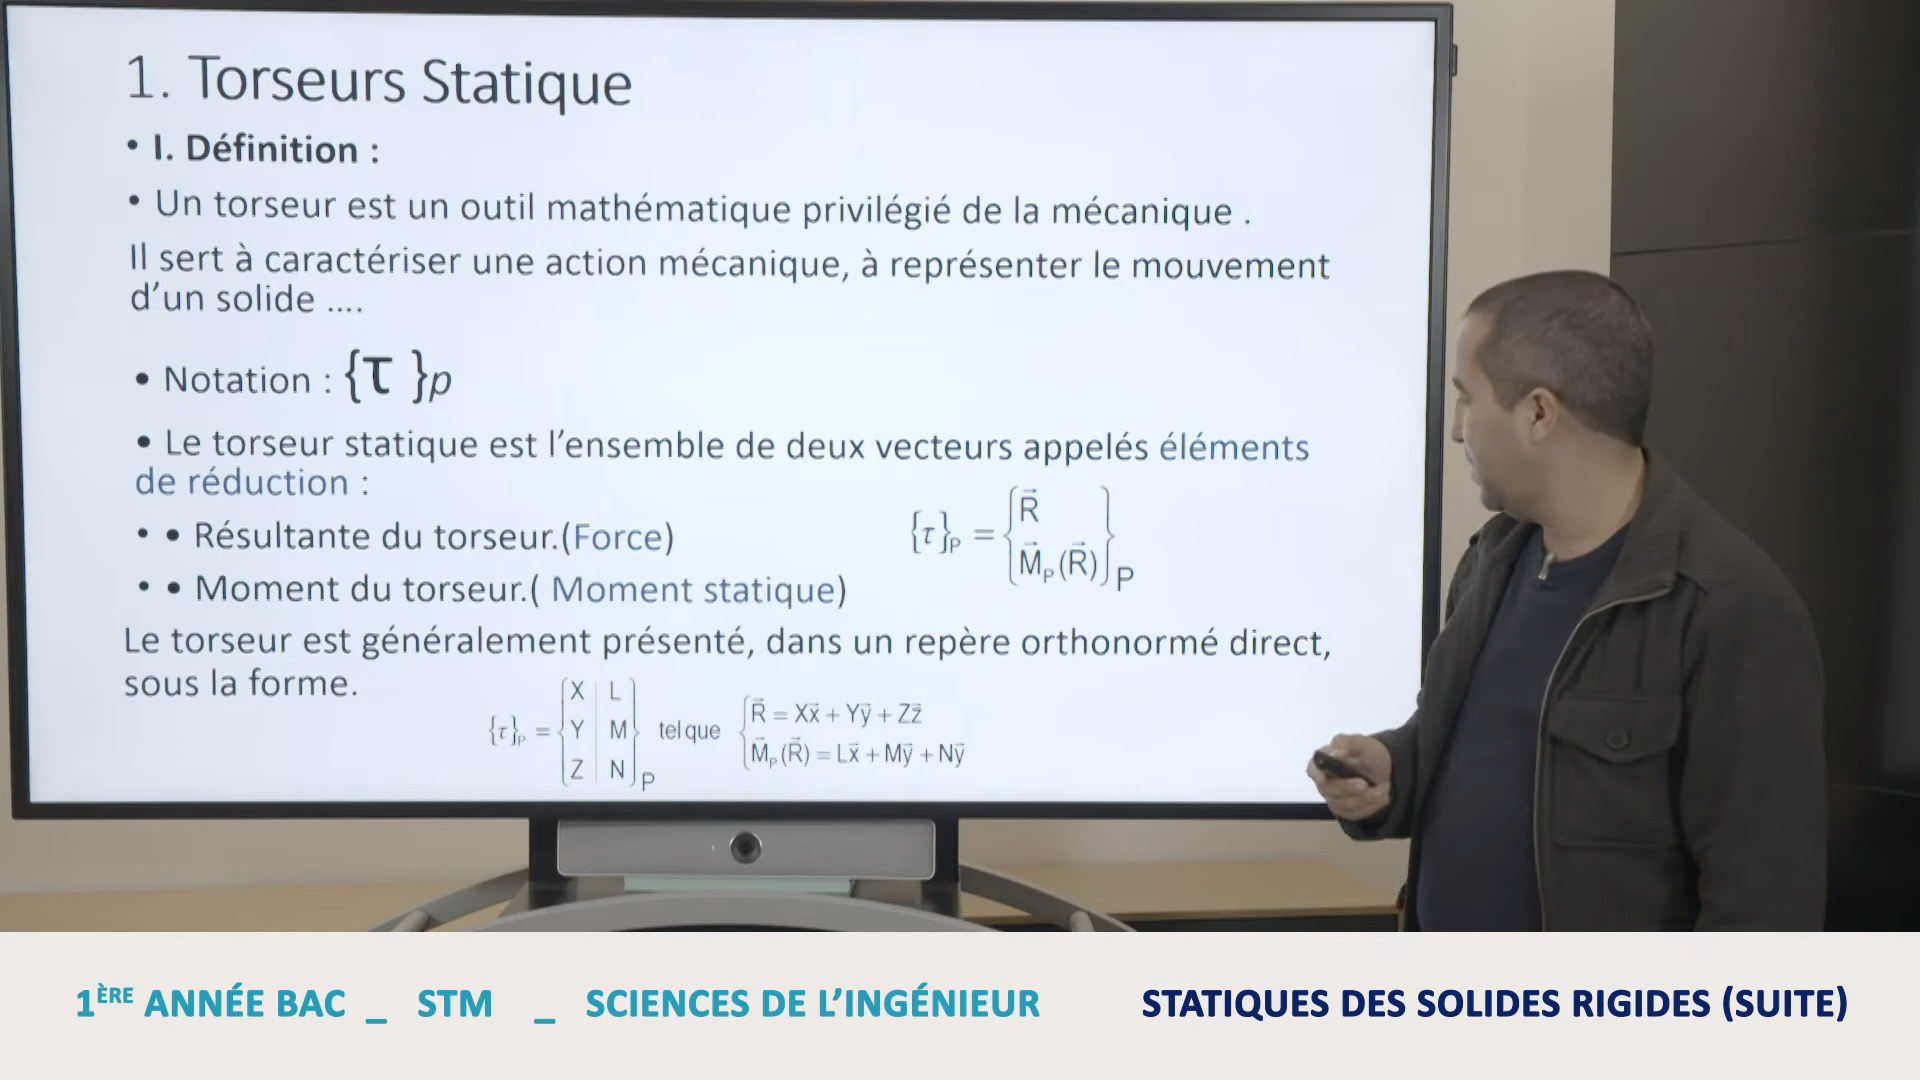 1. Torseurs Statique
• I. Définition :
• Un torseur est un outil mathématique privilégié de la mécanique .
Il sert à caractériser une action mécanique, à représenter le mouvement
d’un solide ....
• Notation : {τ }p
• Le torseur statique est l’ensemble de deux vecteurs appelés éléments
de réduction :
• • Résultante du torseur.(Force)
• • Moment du torseur.( Moment statique)
{τ}P = {R⃗
M⃗P(R⃗)}P
Le torseur est généralement présenté, dans un repère orthonormé direct,
sous la forme.
{τ}P = {X | L
Y | M
Z | N}P
tel que
{R⃗ = Xx⃗ + Yy⃗ + Zz⃗
M⃗P(R⃗) = Lx⃗ + My⃗ + Ny⃗
1ÈRE ANNÉE BAC _ STM _ SCIENCES DE L’INGÉNIEUR STATIQUES DES SOLIDES RIGIDES (SUITE)